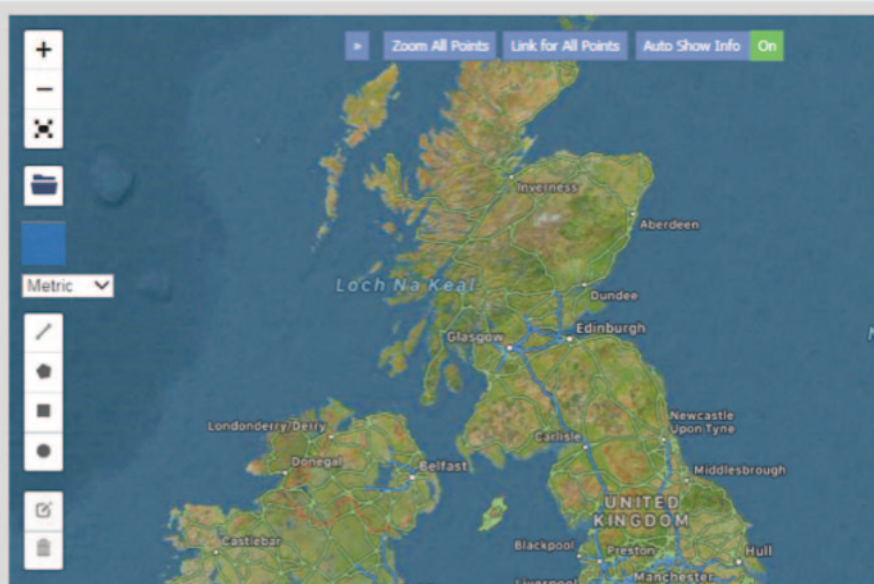 +
» Zoom All Points Link for All Points Auto Show Info On
−
Inverness
Aberdeen
Metric
Loch Na Keal
Dundee
Edinburgh
Glasgow
Newcastle
Upon Tyne
Londonderry/Derry
Carlisle
Donegal
Belfast
Middlesbrough
UNITED
KINGDOM
Castlebar
Blackpool
Preston
Hull
Manchester
Liverpool